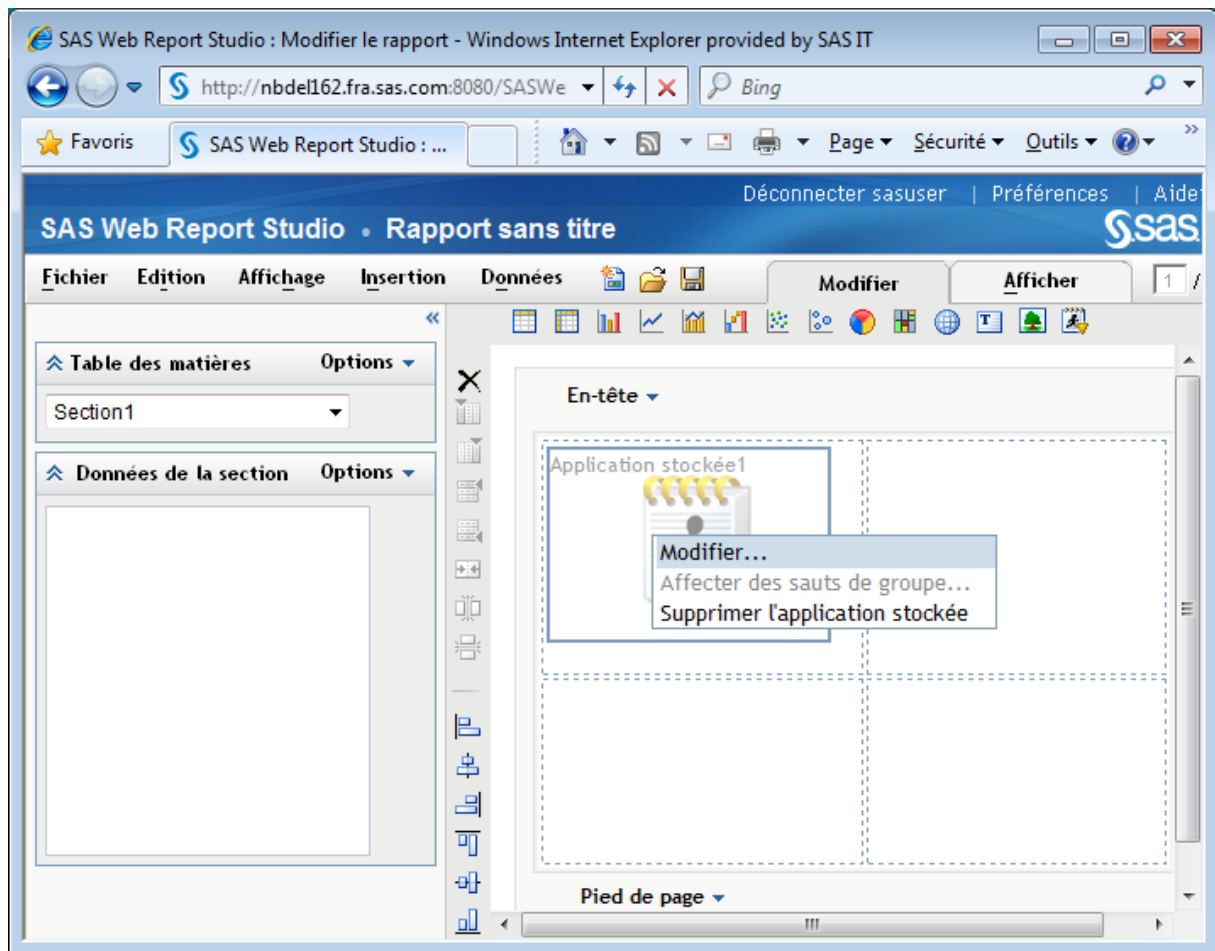 SAS Web Report Studio : Modifier le rapport - Windows Internet Explorer provided by SAS IT
http://nbdel162.fra.sas.com:8080/SASWe
Bing
Favoris
SAS Web Report Studio : ...
Page
Sécurité
Outils
Déconnecter sasuser | Préférences | Aide
SAS Web Report Studio • Rapport sans titre
sas
Fichier Edition Affichage Insertion Données Modifier Afficher 1 /
Table des matières Options
En-tête
Section1
Données de la section Options
Application stockée1
Modifier...
Affecter des sauts de groupe...
Supprimer l'application stockée
Pied de page